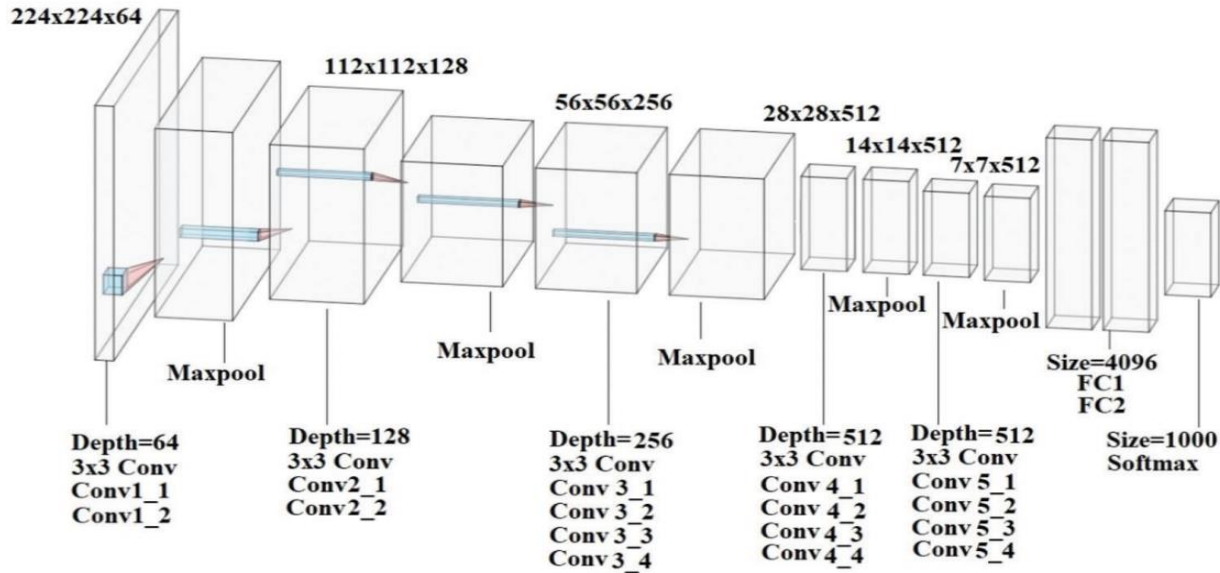 224x224x64
112x112x128
56x56x256
28x28x512
14x14x512
7x7x512
Maxpool
Maxpool
Maxpool
Maxpool
Maxpool
Depth=64
3x3 Conv
Conv1_1
Conv1_2
Depth=128
3x3 Conv
Conv2_1
Conv2_2
Depth=256
3x3 Conv
Conv 3_1
Conv 3_2
Conv 3_3
Conv 3_4
Depth=512
3x3 Conv
Conv 4_1
Conv 4_2
Conv 4_3
Conv 4_4
Depth=512
3x3 Conv
Conv 5_1
Conv 5_2
Conv 5_3
Conv 5_4
Size=4096
FC1
FC2
Size=1000
Softmax